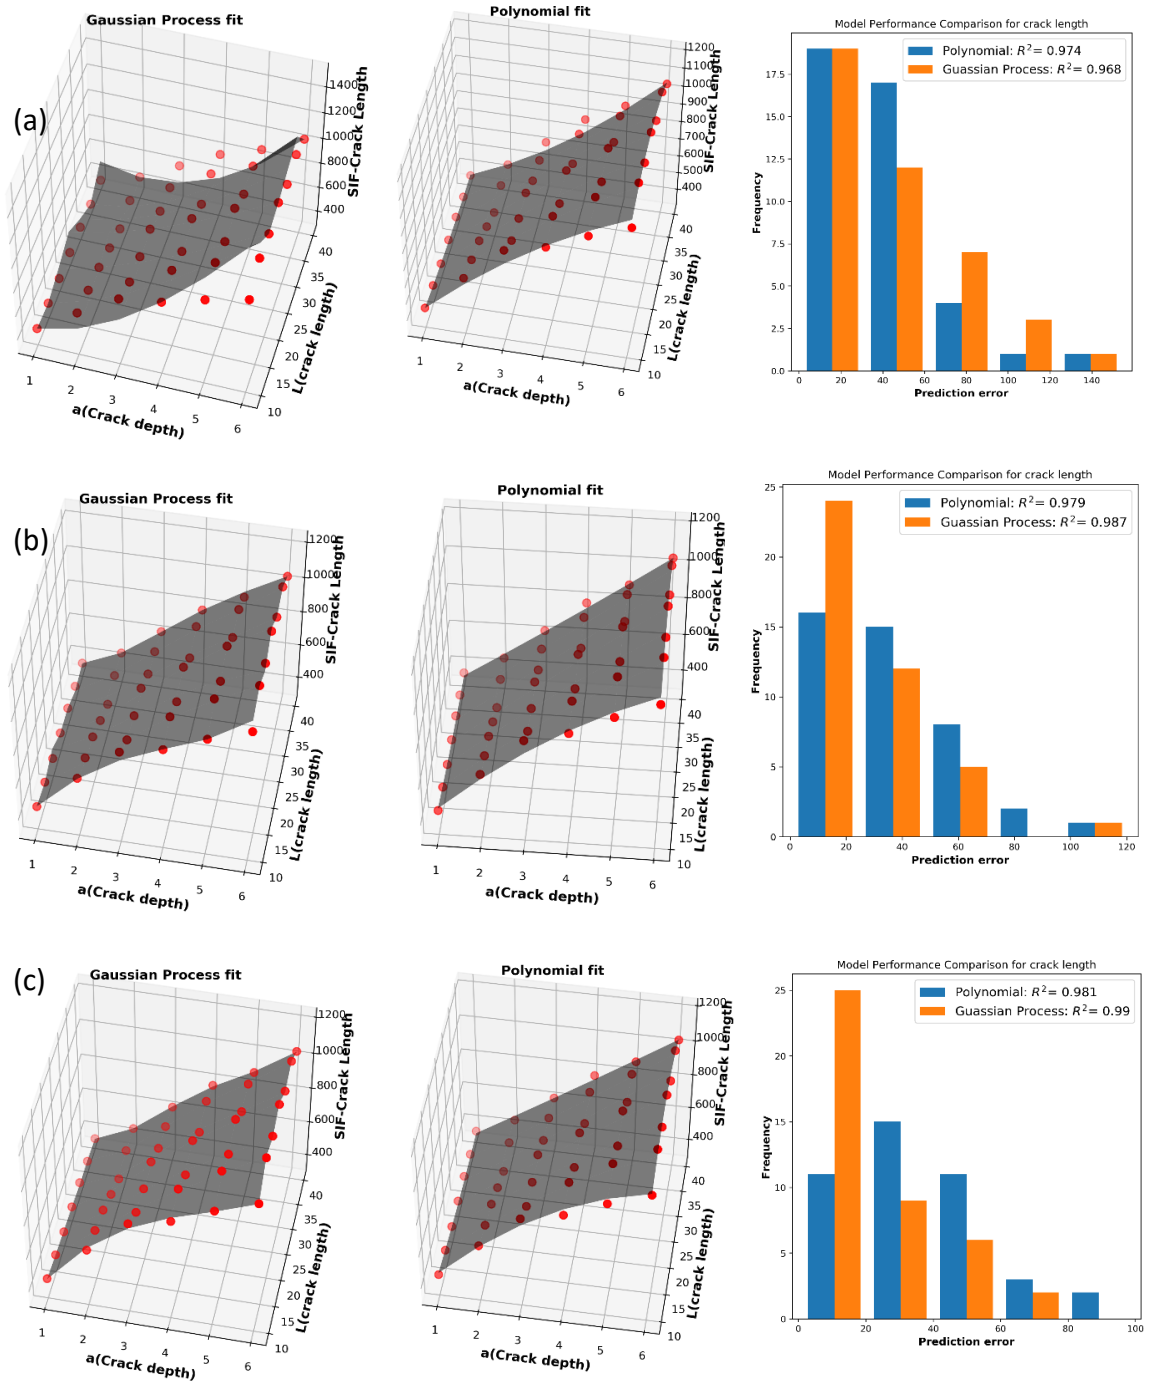 (a)
Gaussian Process fit
1400
1200
1000
800
600
400
SIF-Crack Length
40
35
30
25
20
15
10
L(crack length)
1 2 3 4 5 6
a(Crack depth)
Polynomial fit
1200
1100
1000
900
800
700
600
500
400
SIF-Crack Length
40
35
30
25
20
15
10
L(crack length)
1 2 3 4 5 6
a(Crack depth)
Model Performance Comparison for crack length
Polynomial: R²= 0.974
Guassian Process: R²= 0.968
17.5
15.0
12.5
10.0
7.5
5.0
2.5
0.0
Frequency
0 20 40 60 80 100 120 140
Prediction error
(b)
Gaussian Process fit
1200
1000
800
600
400
SIF-Crack Length
40
35
30
25
20
15
10
L(crack length)
1 2 3 4 5 6
a(Crack depth)
Polynomial fit
1200
1000
800
600
400
SIF-Crack Length
40
35
30
25
20
15
10
L(crack length)
1 2 3 4 5 6
a(Crack depth)
Model Performance Comparison for crack length
Polynomial: R²= 0.979
Guassian Process: R²= 0.987
25
20
15
10
5
0
Frequency
0 20 40 60 80 100 120
Prediction error
(c)
Gaussian Process fit
1200
1000
800
600
400
SIF-Crack Length
40
35
30
25
20
15
10
L(crack length)
1 2 3 4 5 6
a(Crack depth)
Polynomial fit
1200
1000
800
600
400
SIF-Crack Length
40
35
30
25
20
15
10
L(crack length)
1 2 3 4 5 6
a(Crack depth)
Model Performance Comparison for crack length
Polynomial: R²= 0.981
Guassian Process: R²= 0.99
25
20
15
10
5
0
Frequency
0 20 40 60 80 100
Prediction error